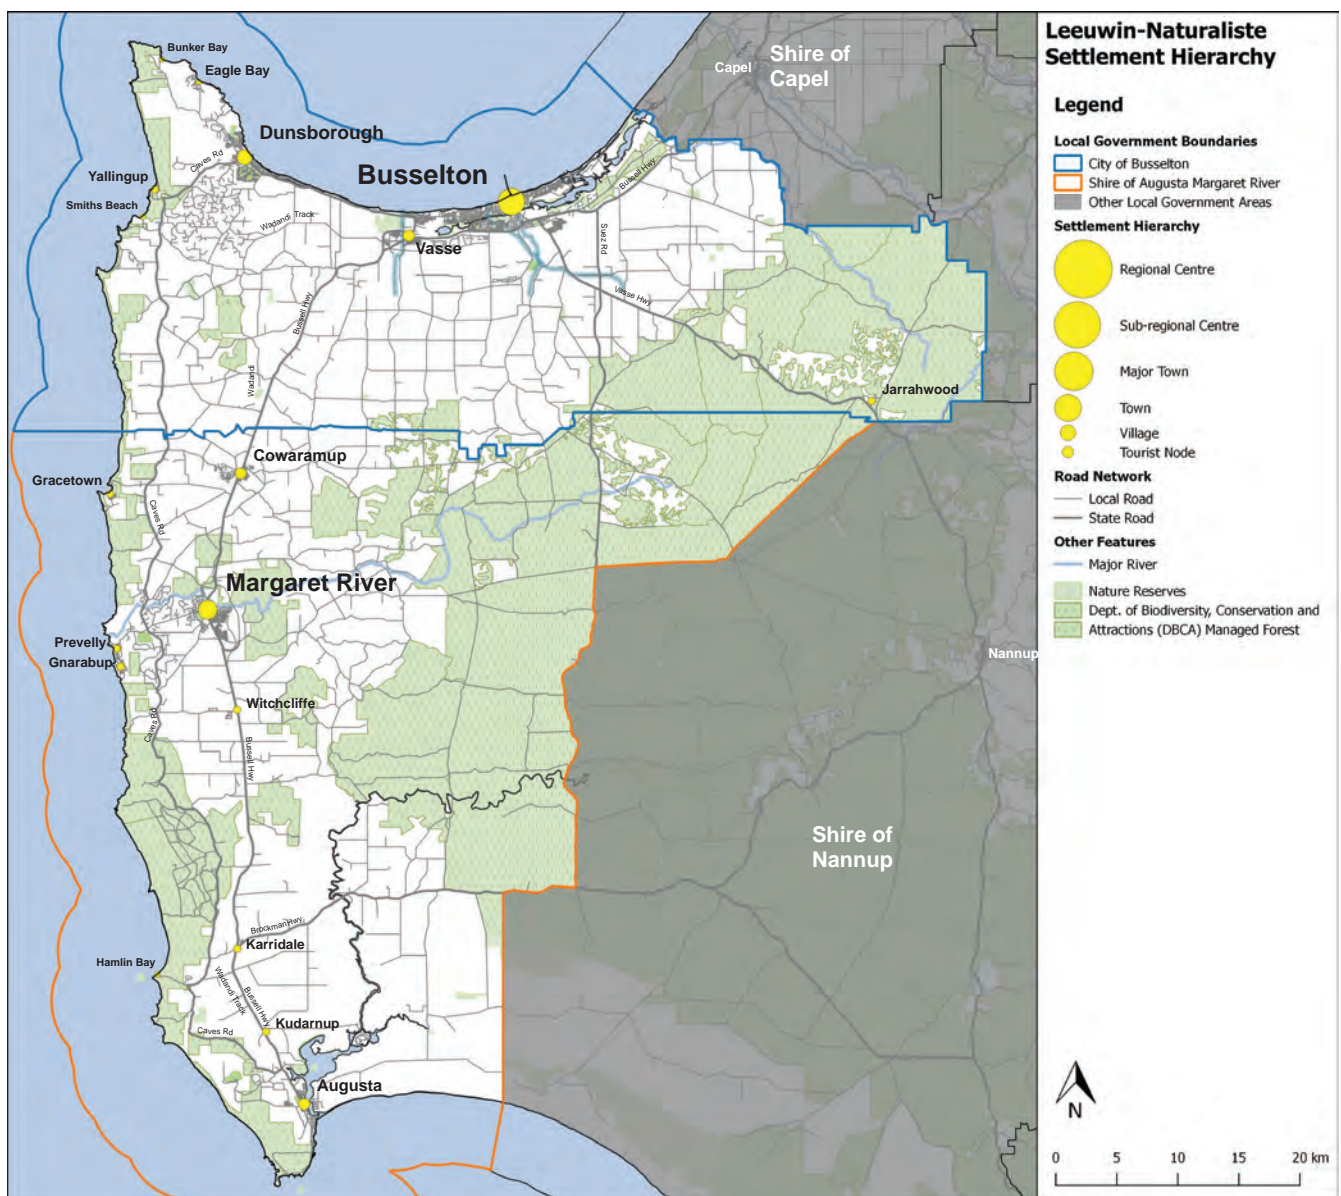 Bunker Bay
Eagle Bay
Dunsborough
Caves Rd
Yallingup
Smiths Beach
Wadandi Track
Busselton
Vasse
Bussell Hwy
Suez Rd
Vasse Hwy
Bussell Hwy
Wadandi
Jarrahwood
Capel
Shire of
Capel
Cowaramup
Gracetown
Caves Rd
Margaret River
Prevelly
Gnarabup
Witchcliffe
Caves Rd
Bussell Hwy
Nannup
Shire of
Nannup
Brockman Hwy
Karridale
Hamlin Bay
Wadandi Track
Bussell Hwy
Kudarnup
Caves Rd
Augusta
Leeuwin-Naturaliste
Settlement Hierarchy
Legend
Local Government Boundaries
City of Busselton
Shire of Augusta Margaret River
Other Local Government Areas
Settlement Hierarchy
Regional Centre
Sub-regional Centre
Major Town
Town
Village
Tourist Node
Road Network
Local Road
State Road
Other Features
Major River
Nature Reserves
Dept. of Biodiversity, Conservation and
Attractions (DBCA) Managed Forest
N
0 5 10 15 20 km